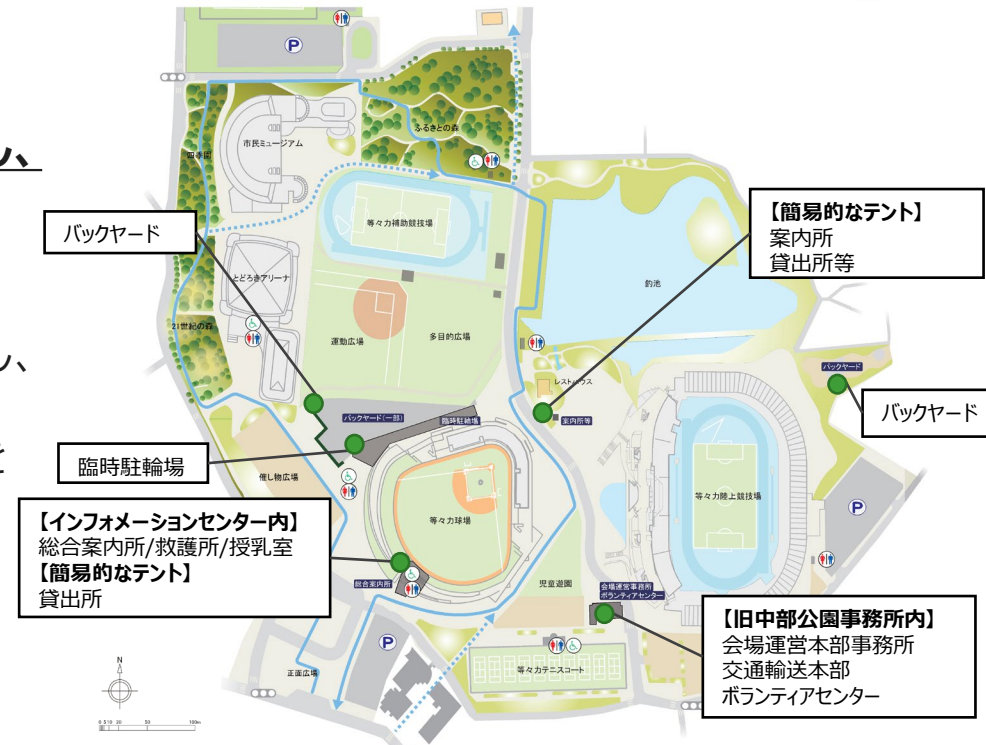 P
ふるさとの森
市民ミュージアム
四季園
ン、
バックヤード
等々力補助競技場
【簡易的なテント】
案内所
貸出所等
とどろきアリーナ
釣池
21世紀の森
運動広場
多目的広場
ン、
レストハウス
バックヤード
バックヤード(一部)
臨時駐輪場
案内所等
バックヤード
と
臨時駐輪場
催し物広場
等々力陸上競技場
P
【インフォメーションセンター内】
総合案内所/救護所/授乳室
【簡易的なテント】
貸出所
等々力球場
総合案内所
児童遊園
会場運営事務所
ボランティアセンター
【旧中部公園事務所内】
会場運営本部事務所
交通輸送本部
ボランティアセンター
P
等々力テニスコート
正面広場
N
0 5 10 20 50 100m